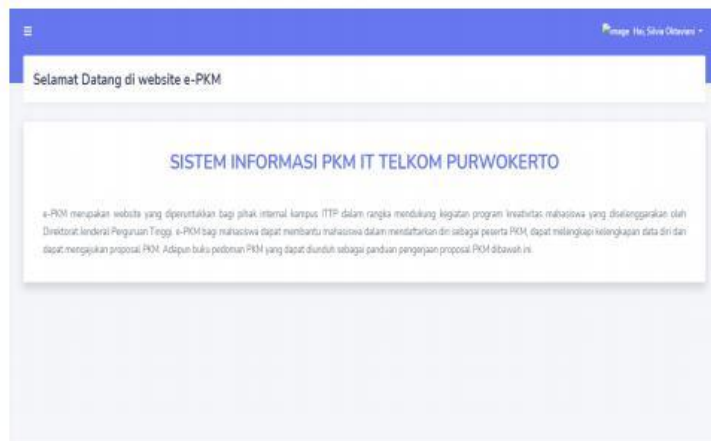 image Hai, Silvia Oktaviani
Selamat Datang di website e-PKM
SISTEM INFORMASI PKM IT TELKOM PURWOKERTO
e-PKM merupakan website yang diperuntukkan bagi pihak internal kampus ITTP dalam rangka mendukung kegiatan program kreativitas mahasiswa yang diselanggarakan oleh
Direktorat Jenderal Perguruan Tinggi. e-PKM bagi mahasiswa dapat membantu mahasiswa dalam mendaftarkan diri sebagai peserta PKM, dapat melengkapi kelengkapan data diri dan
dapat mengajukan proposal PKM. Adapun buku pedoman PKM yang dapat diunduh sebagai panduan pengerjaan proposal PKM dibawah ini.